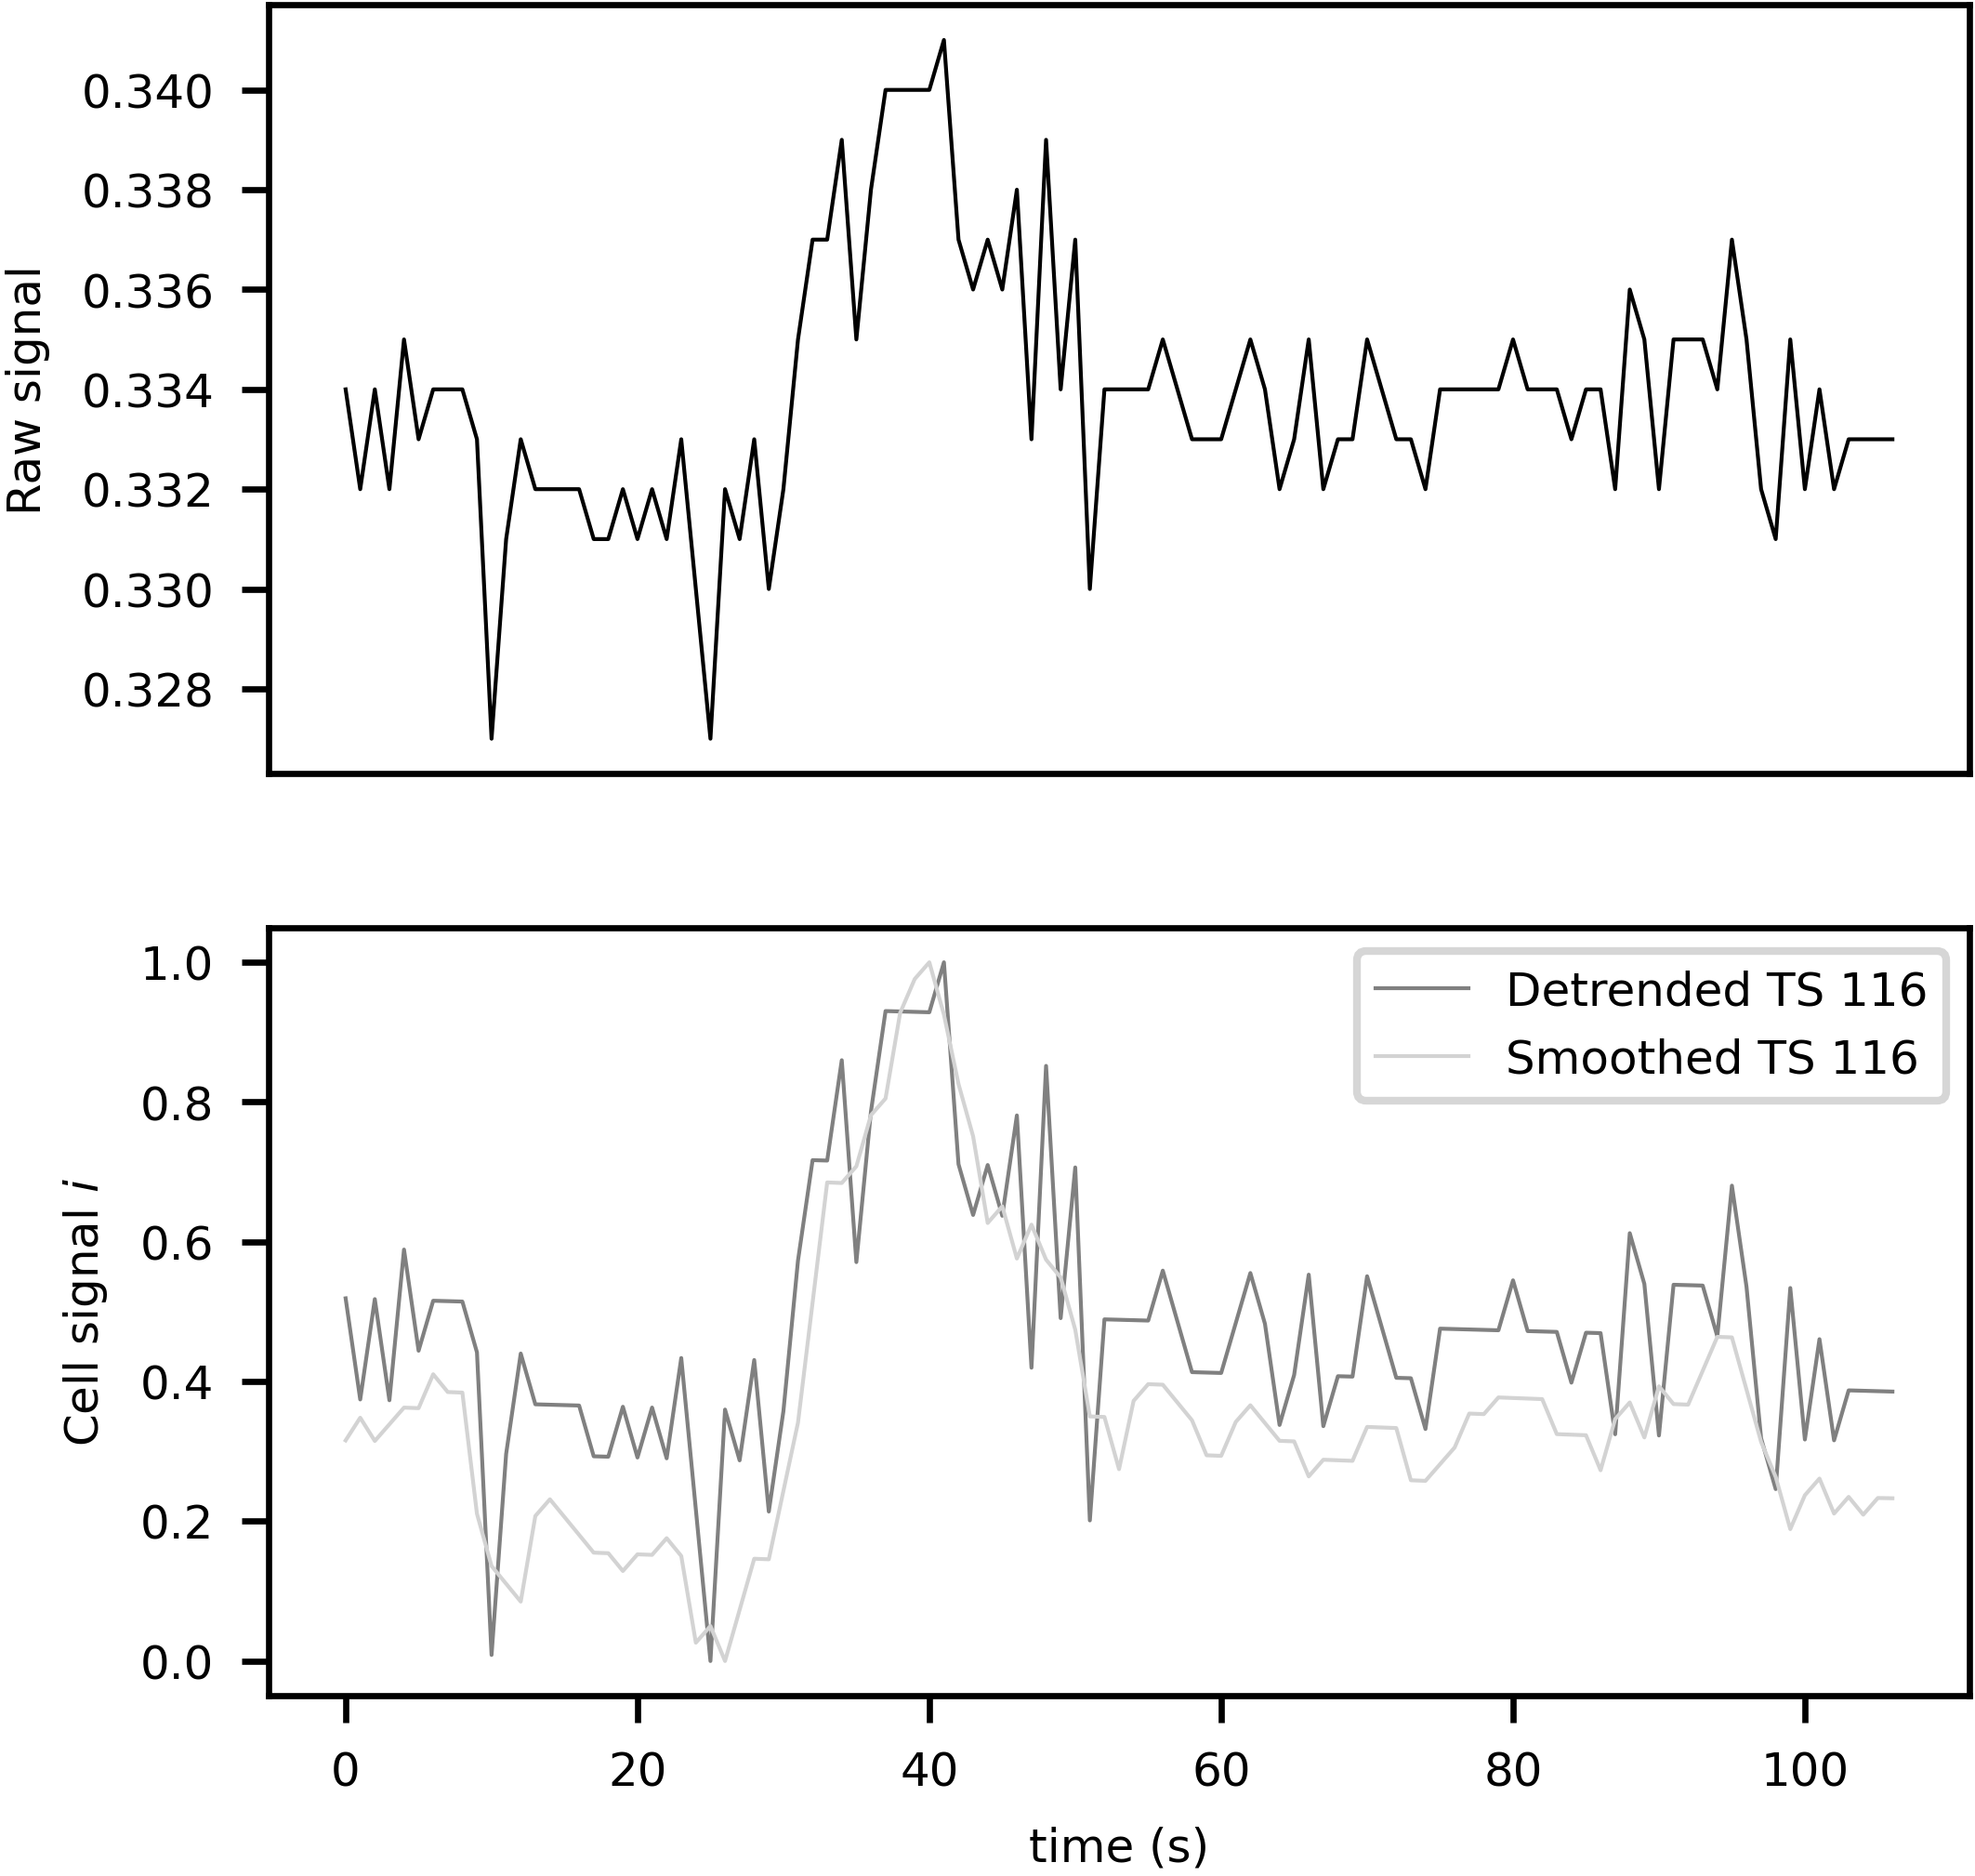 Raw signal
0.340
0.338
0.336
0.334
0.332
0.330
0.328
Cell signal i
1.0
0.8
0.6
0.4
0.2
0.0
Detrended TS 116
Smoothed TS 116
0 20 40 60 80 100
time (s)